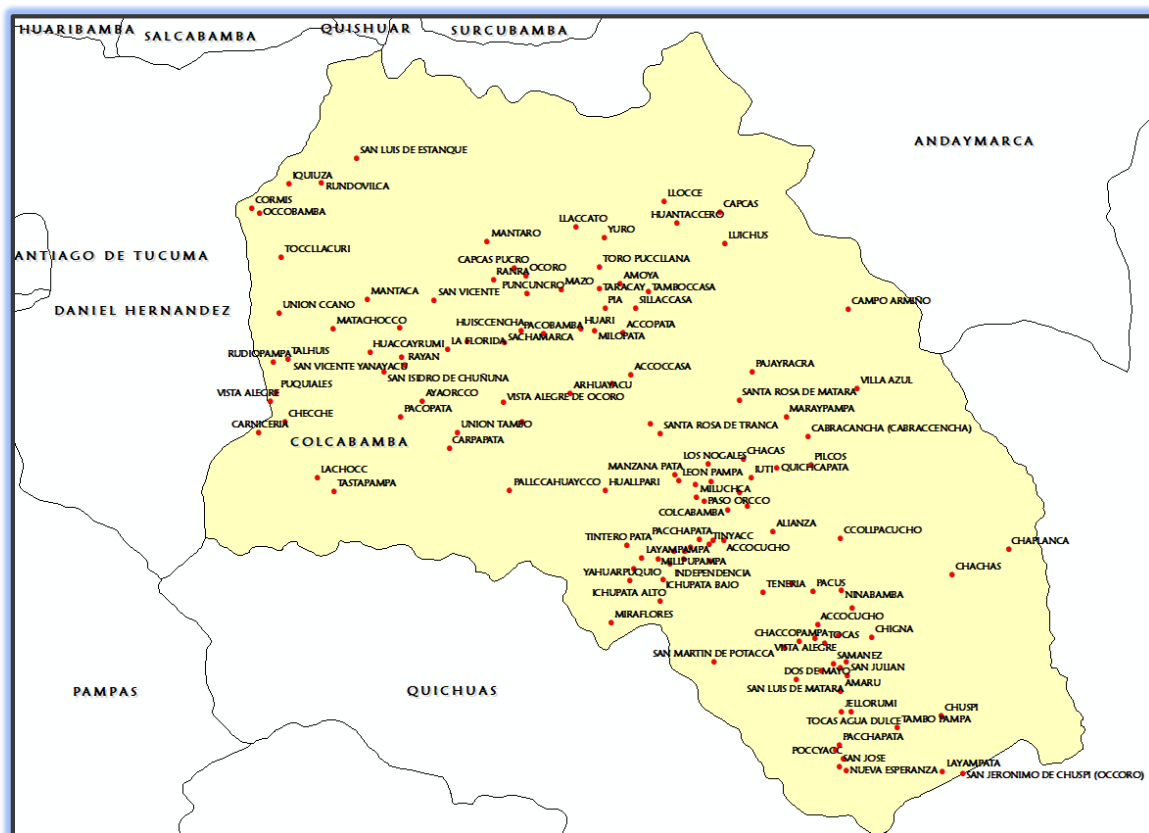 HUARIBAMBA
SALCABAMBA
QUISHUAR
SURCUBAMBA
ANDAYMARCA
SAN LUIS DE ESTANQUE
IQUIUZA
RUNDOVILCA
CORMIS
OCCOBAMBA
LLOCCE
CAPCAS
HUANTACCERO
LLACCATO
YURO
LUICHUS
MANTARO
TOCCLLACURI
ANTIAGO DE TUCUMA
CAPCAS PUCRO
OCORO
TORO PUCCILANA
RANRA
PUNCUNCRO
MAZO
AMOYA
TARACAY
TAMBOCCASA
MANTACA
SAN VICENTE
PIA
SILLACCASA
CAMPO ARMIÑO
UNION CCANO
DANIEL HERNANDEZ
MATACHOCCO
HUISCCENCHA
PACOBAMBA
HUARI
ACCOPATA
LA FLORIDA
SACHAMARCA
MILOPATA
HUACCAYRUMI
RUDIOPAMPA
TALHUIS
RAYAN
SAN VICENTE YANAYACU
SAN ISIDRO DE CHUÑUNA
ACCOCCASA
PAJAYRACRA
VILLA AZUL
PUQUIALES
VISTA ALEGRE
AYAORCCO
VISTA ALEGRE DE OCORO
ARHUAYACU
SANTA ROSA DE MATARA
CHECCHE
PACOPATA
MARAYPAMPA
CARNICERIA
UNION TAMBO
SANTA ROSA DE TRANCA
CABRACANCHA (CABRACCENCHA)
COLCABAMBA
CARPAPATA
LOS NOGALES
CHACAS
PILCOS
LACHOCC
MANZANA PATA
LEON PAMPA
IUTI
QUICHCAPATA
TASTAPAMPA
PALLCCAHUAYCCO
HUALLPARI
MILUCHCA
PASO ORCCO
COLCABAMBA
ALIANZA
TINTERO PATA
PACCHAPATA
TINYACC
CCOLLPACUCHO
LAYAMPAMPA
ACCOCUCHO
CHAPLANCA
MILLPUPAMPA
YAHUARPUQUIO
INDEPENDENCIA
CHACHAS
ICHUPATA BAJO
TENERIA
PACUS
ICHUPATA ALTO
NINABAMBA
MIRAFLORES
ACCOCUCHO
CHACCOPAMPA
TOCAS
CHIGNA
SAN MARTIN DE POTACCA
VISTA ALEGRE
SAMANEZ
DOS DE MAYO
SAN JULIAN
PAMPAS
QUICHUAS
SAN LUIS DE MATARA
AMARU
JELLORUMI
CHUSPI
TOCAS AGUA DULCE
TAMBO PAMPA
PACCHAPATA
POCCYACC
SAN JOSE
NUEVA ESPERANZA
LAYAMPATA
SAN JERONIMO DE CHUSPI (OCCORO)